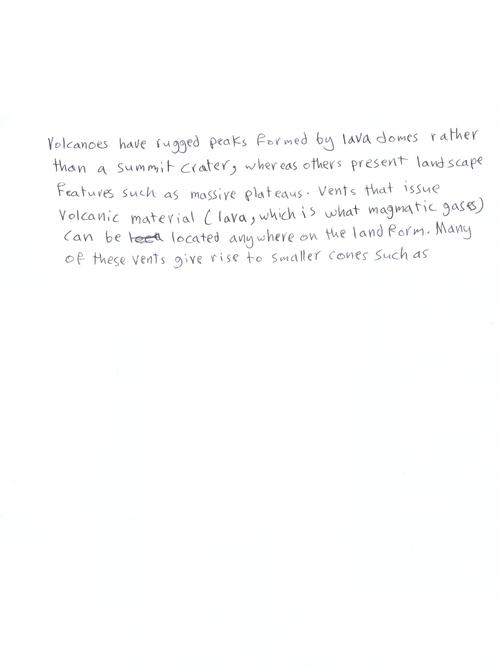 Volcanoes have rugged peaks formed by lava domes rather
than a summit crater, whereas others present landscape
features such as massive plateaus. Vents that issue
volcanic material (lava, which is what magmatic gases)
can be located anywhere on the landform. Many
of these vents give rise to smaller cones such as